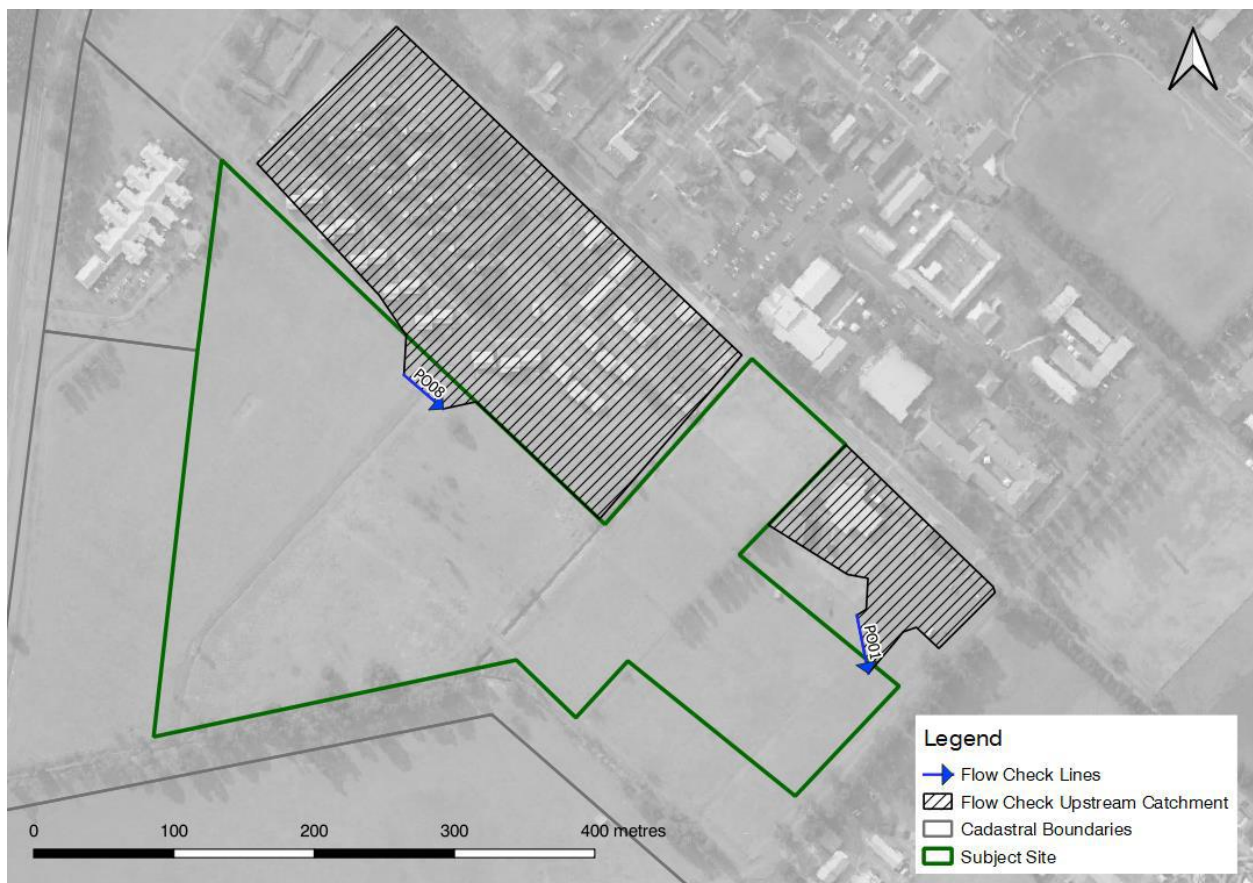 PO08
PO01
Legend
Flow Check Lines
Flow Check Upstream Catchment
Cadastral Boundaries
Subject Site
0 100 200 300 400 metres